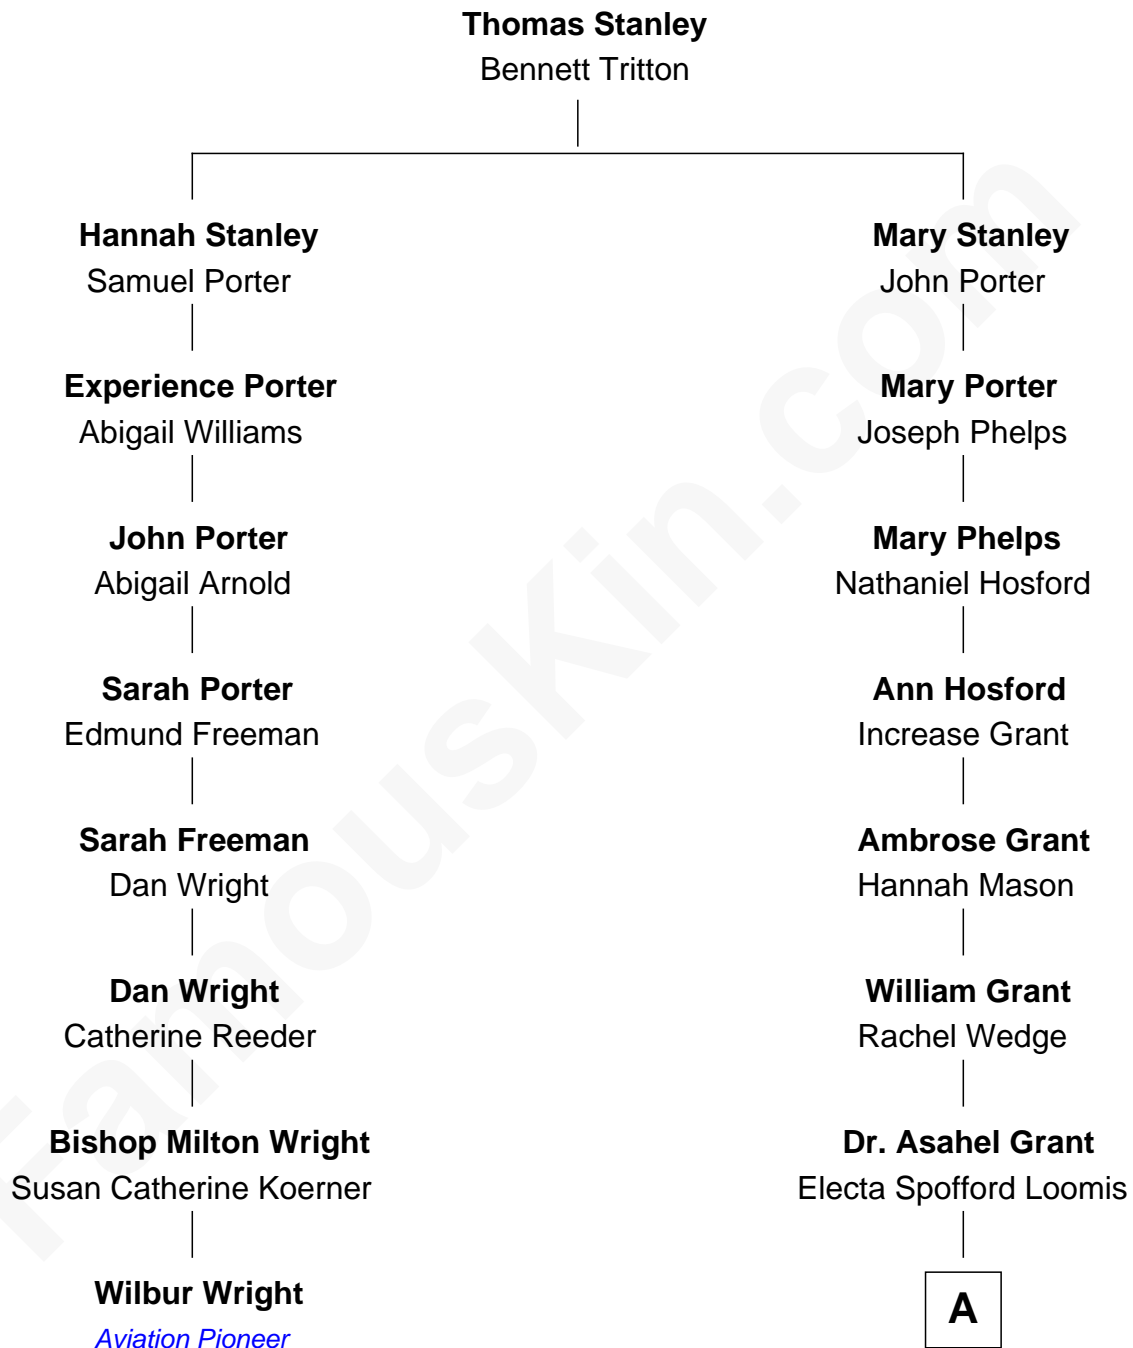 Thomas Stanley
Bennett Tritton
Hannah Stanley
Samuel Porter
Mary Stanley
John Porter
Experience Porter
Abigail Williams
Mary Porter
Joseph Phelps
John Porter
Abigail Arnold
Mary Phelps
Nathaniel Hosford
Sarah Porter
Edmund Freeman
Ann Hosford
Increase Grant
Sarah Freeman
Dan Wright
Ambrose Grant
Hannah Mason
Dan Wright
Catherine Reeder
William Grant
Rachel Wedge
Bishop Milton Wright
Susan Catherine Koerner
Dr. Asahel Grant
Electa Spofford Loomis
Wilbur Wright
Aviation Pioneer
A
FamousKin.com